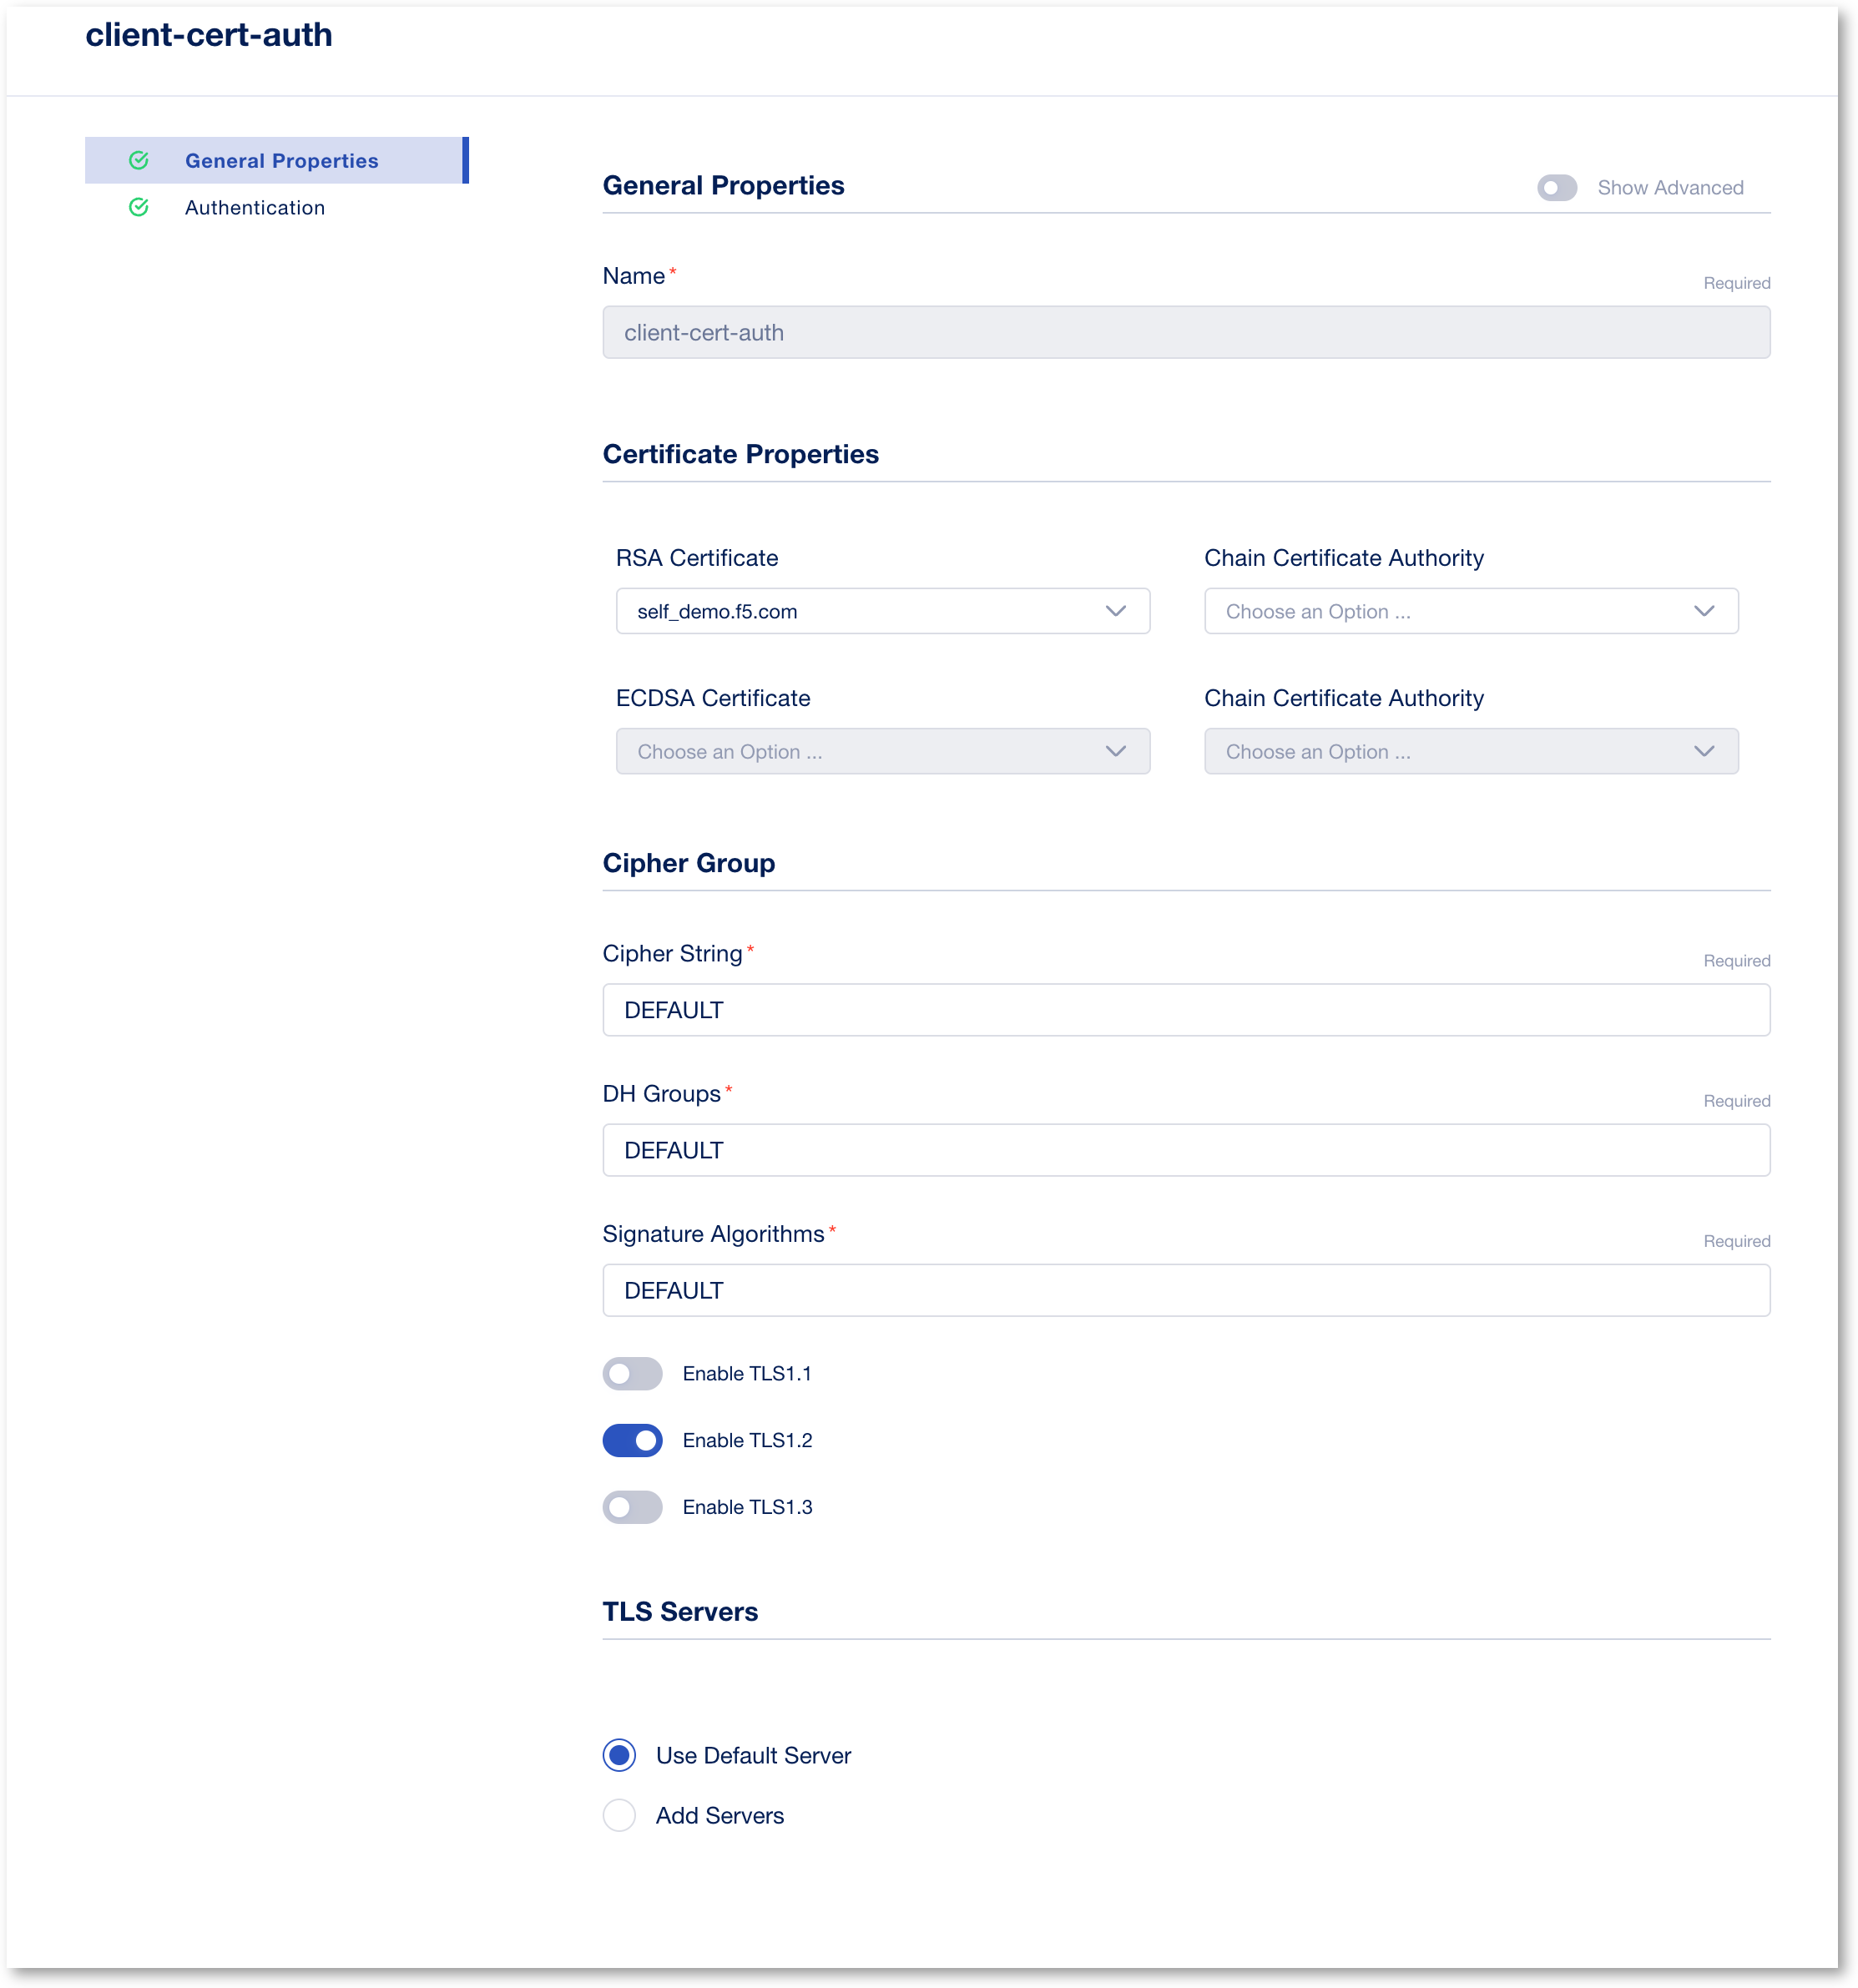 client-cert-auth
General Properties
Authentication
General Properties
Show Advanced
Name*
Required
client-cert-auth
Certificate Properties
RSA Certificate
Chain Certificate Authority
self_demo.f5.com
Choose an Option ...
ECDSA Certificate
Chain Certificate Authority
Choose an Option ...
Choose an Option ...
Cipher Group
Cipher String*
Required
DEFAULT
DH Groups*
Required
DEFAULT
Signature Algorithms*
Required
DEFAULT
Enable TLS1.1
Enable TLS1.2
Enable TLS1.3
TLS Servers
Use Default Server
Add Servers